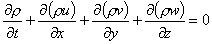 ∂ρ/∂t + ∂(ρu)/∂x + ∂(ρv)/∂y + ∂(ρw)/∂z = 0